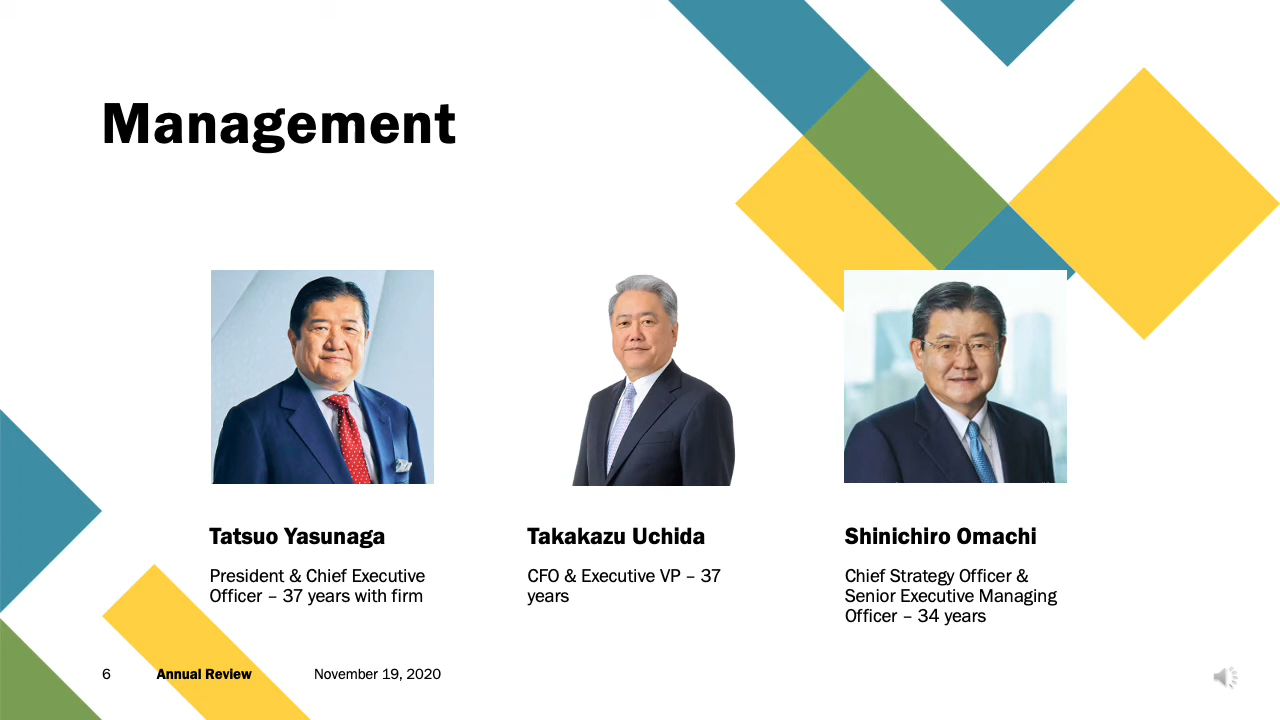 Management
Tatsuo Yasunaga
President & Chief Executive
Officer – 37 years with firm
Takakazu Uchida
CFO & Executive VP – 37
years
Shinichiro Omachi
Chief Strategy Officer &
Senior Executive Managing
Officer – 34 years
6
Annual Review
November 19, 2020